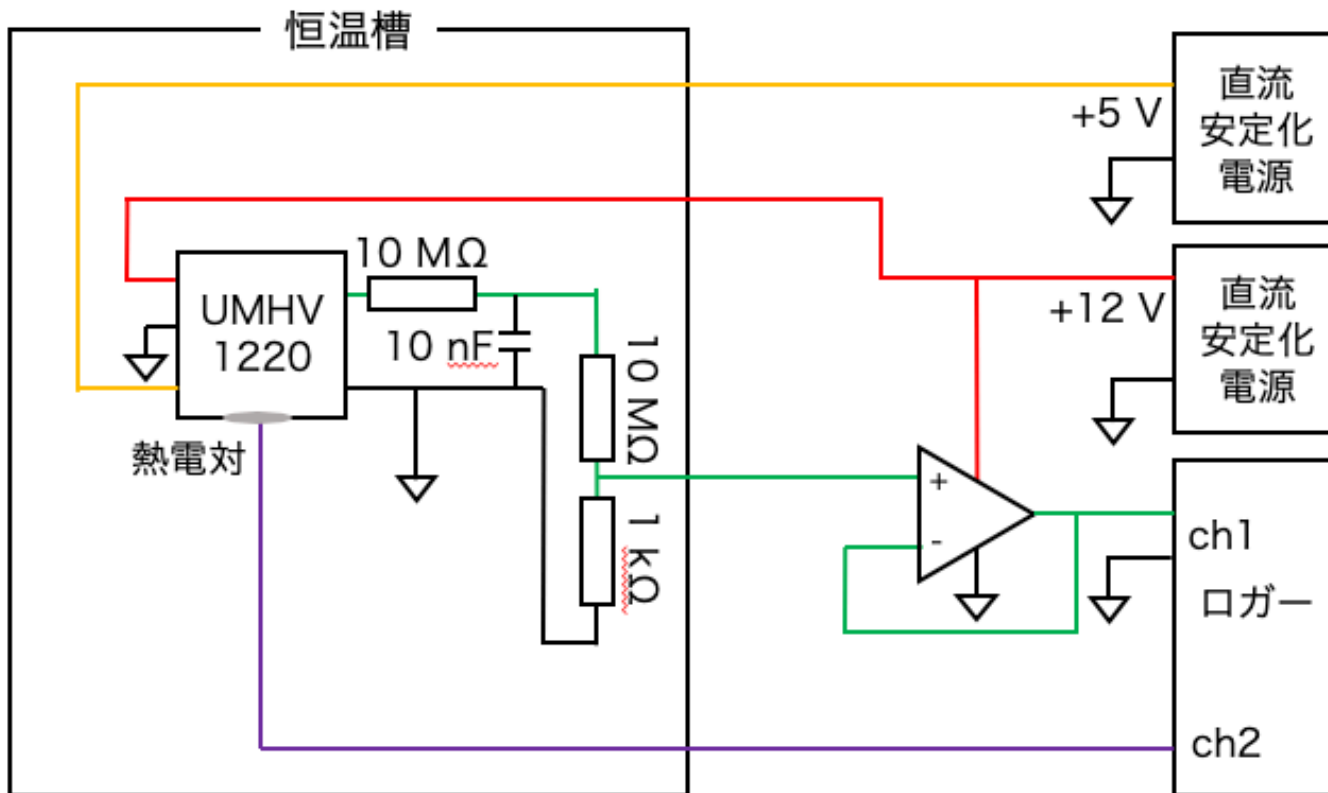 恒温槽
直流
安定化
電源
+5 V
直流
安定化
電源
+12 V
10 MΩ
UMHV
1220
10 nF
10 MΩ
熱電対
1 kΩ
+
-
ch1
ロガー
ch2